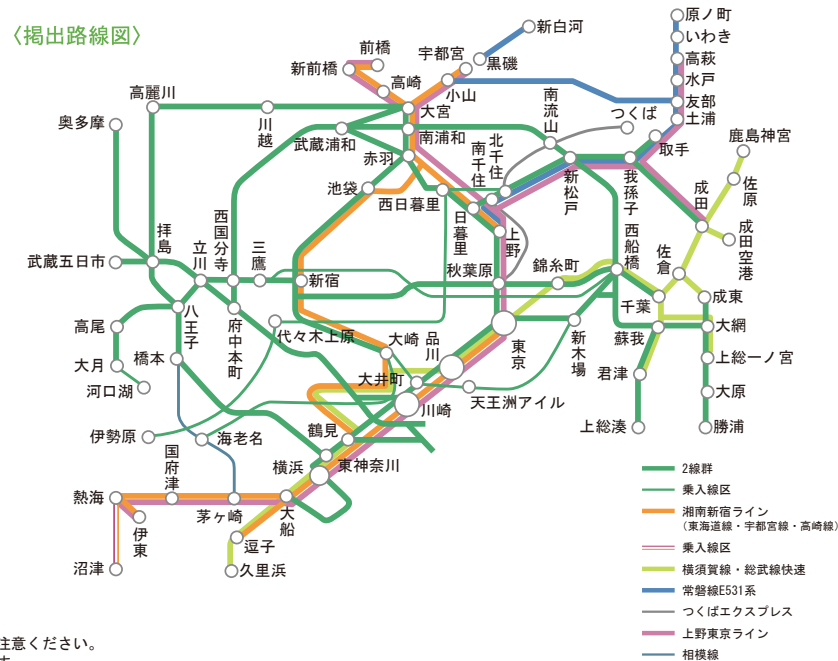 〈掲出路線図〉
原ノ町
いわき
高萩
水戸
友部
土浦
新白河
黒磯
宇都宮
小山
前橋
新前橋
高崎
大宮
高麗川
川越
武蔵浦和
南浦和
赤羽
奥多摩
池袋
西日暮里
日暮里
南千住
北千住
南流山
つくば
新松戸
我孫子
取手
鹿島神宮
佐原
成田
成田空港
上野
西船橋
佐倉
拝島
立川
西国分寺
三鷹
新宿
武蔵五日市
秋葉原
錦糸町
千葉
成東
八王子
府中本町
代々木上原
大崎
品川
東京
新木場
蘇我
大網
高尾
橋本
大月
河口湖
大井町
天王洲アイル
川崎
君津
上総一ノ宮
大原
上総湊
勝浦
伊勢原
海老名
鶴見
横浜
東神奈川
国府津
熱海
茅ヶ崎
大船
伊東
沼津
逗子
久里浜
2線群
乗入線区
湘南新宿ライン
(東海道線・宇都宮線・高崎線)
乗入線区
横須賀線・総武線快速
常磐線E531系
つくばエクスプレス
上野東京ライン
相模線
注意ください。